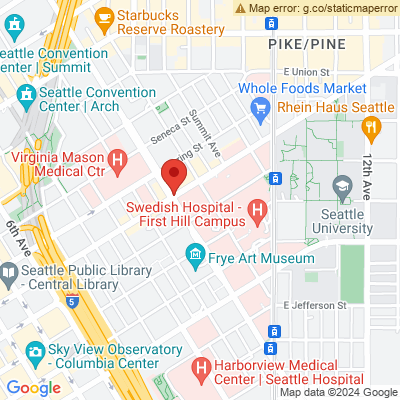 Map error: g.co/staticmaperror
Starbucks
Reserve Roastery
PIKE/PINE
Seattle Convention
Center | Summit
E Union St
Whole Foods Market
Seattle Convention
Center | Arch
Summit Ave
Rhein Haus Seattle
Seneca St
ring St
Virginia Mason
Medical Ctr
12th Ave
Swedish Hospital -
First Hill Campus
Seattle
University
6th Ave
Frye Art Museum
Seattle Public Library
- Central Library
5
E Jefferson St
Sky View Observatory
- Columbia Center
Harborview Medical
Center | Seattle Hospital
Google
Map data ©2024 Google